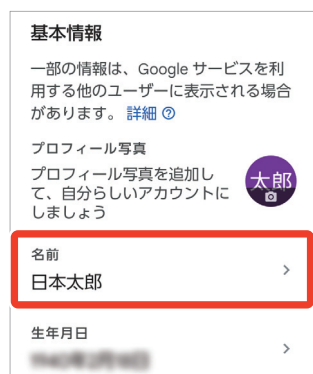 基本情報
一部の情報は、Google サービスを利
用する他のユーザーに表示される場合
があります。 詳細 ?
プロフィール写真
プロフィール写真を追加し
て、自分らしいアカウントに
しましょう
太郎
名前
日本太郎
生年月日